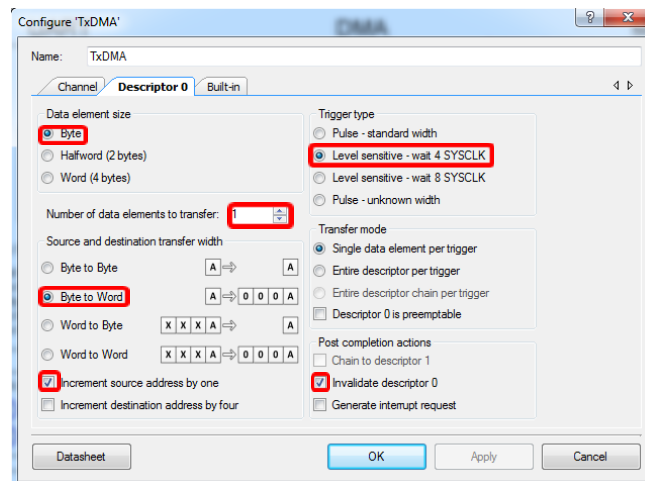 Configure 'TxDMA'
DMA
Name: TxDMA
Channel Descriptor 0 Built-in
Data element size
Byte
Halfword (2 bytes)
Word (4 bytes)
Number of data elements to transfer: 1
Source and destination transfer width
Byte to Byte A A
Byte to Word A 0 0 0 A
Word to Byte X X X A A
Word to Word X X X A 0 0 0 A
Increment source address by one
Increment destination address by four
Trigger type
Pulse - standard width
Level sensitive - wait 4 SYSCLK
Level sensitive - wait 8 SYSCLK
Pulse - unknown width
Transfer mode
Single data element per trigger
Entire descriptor per trigger
Entire descriptor chain per trigger
Descriptor 0 is preemptable
Post completion actions
Chain to descriptor 1
Invalidate descriptor 0
Generate interrupt request
Datasheet OK Apply Cancel